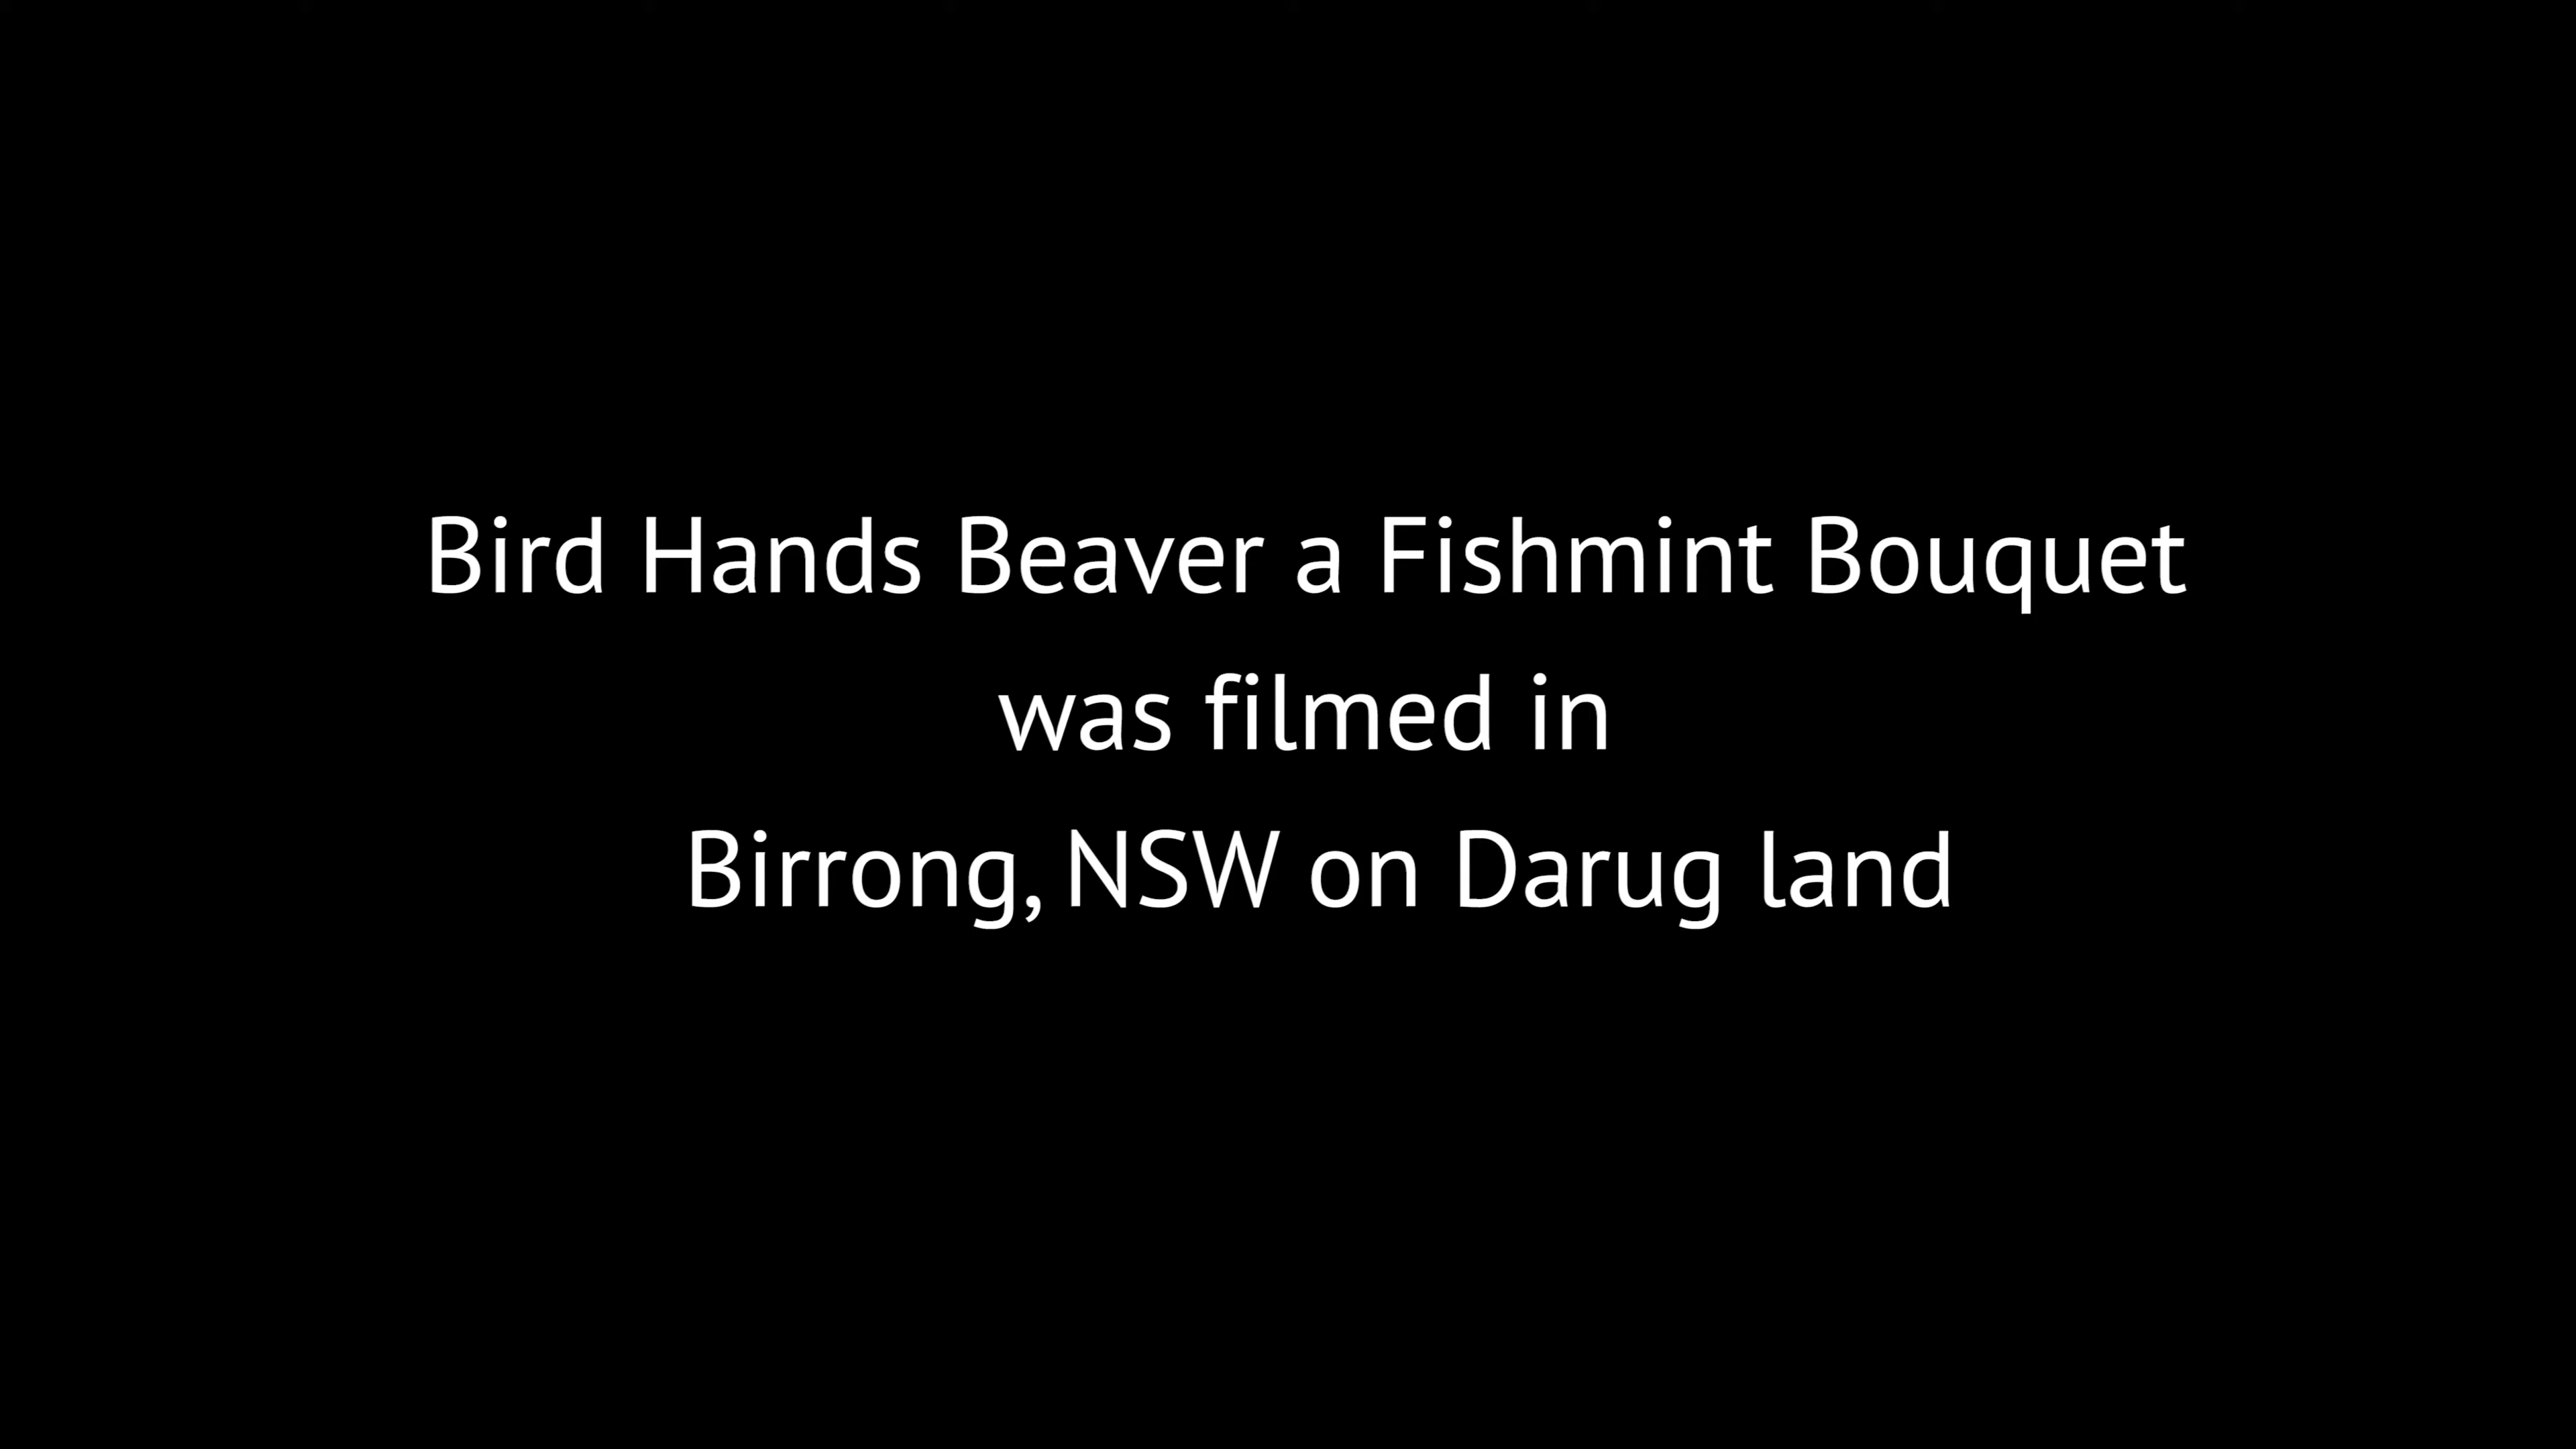 Bird Hands Beaver a Fishmint Bouquet
was filmed in
Birrong, NSW on Darug land